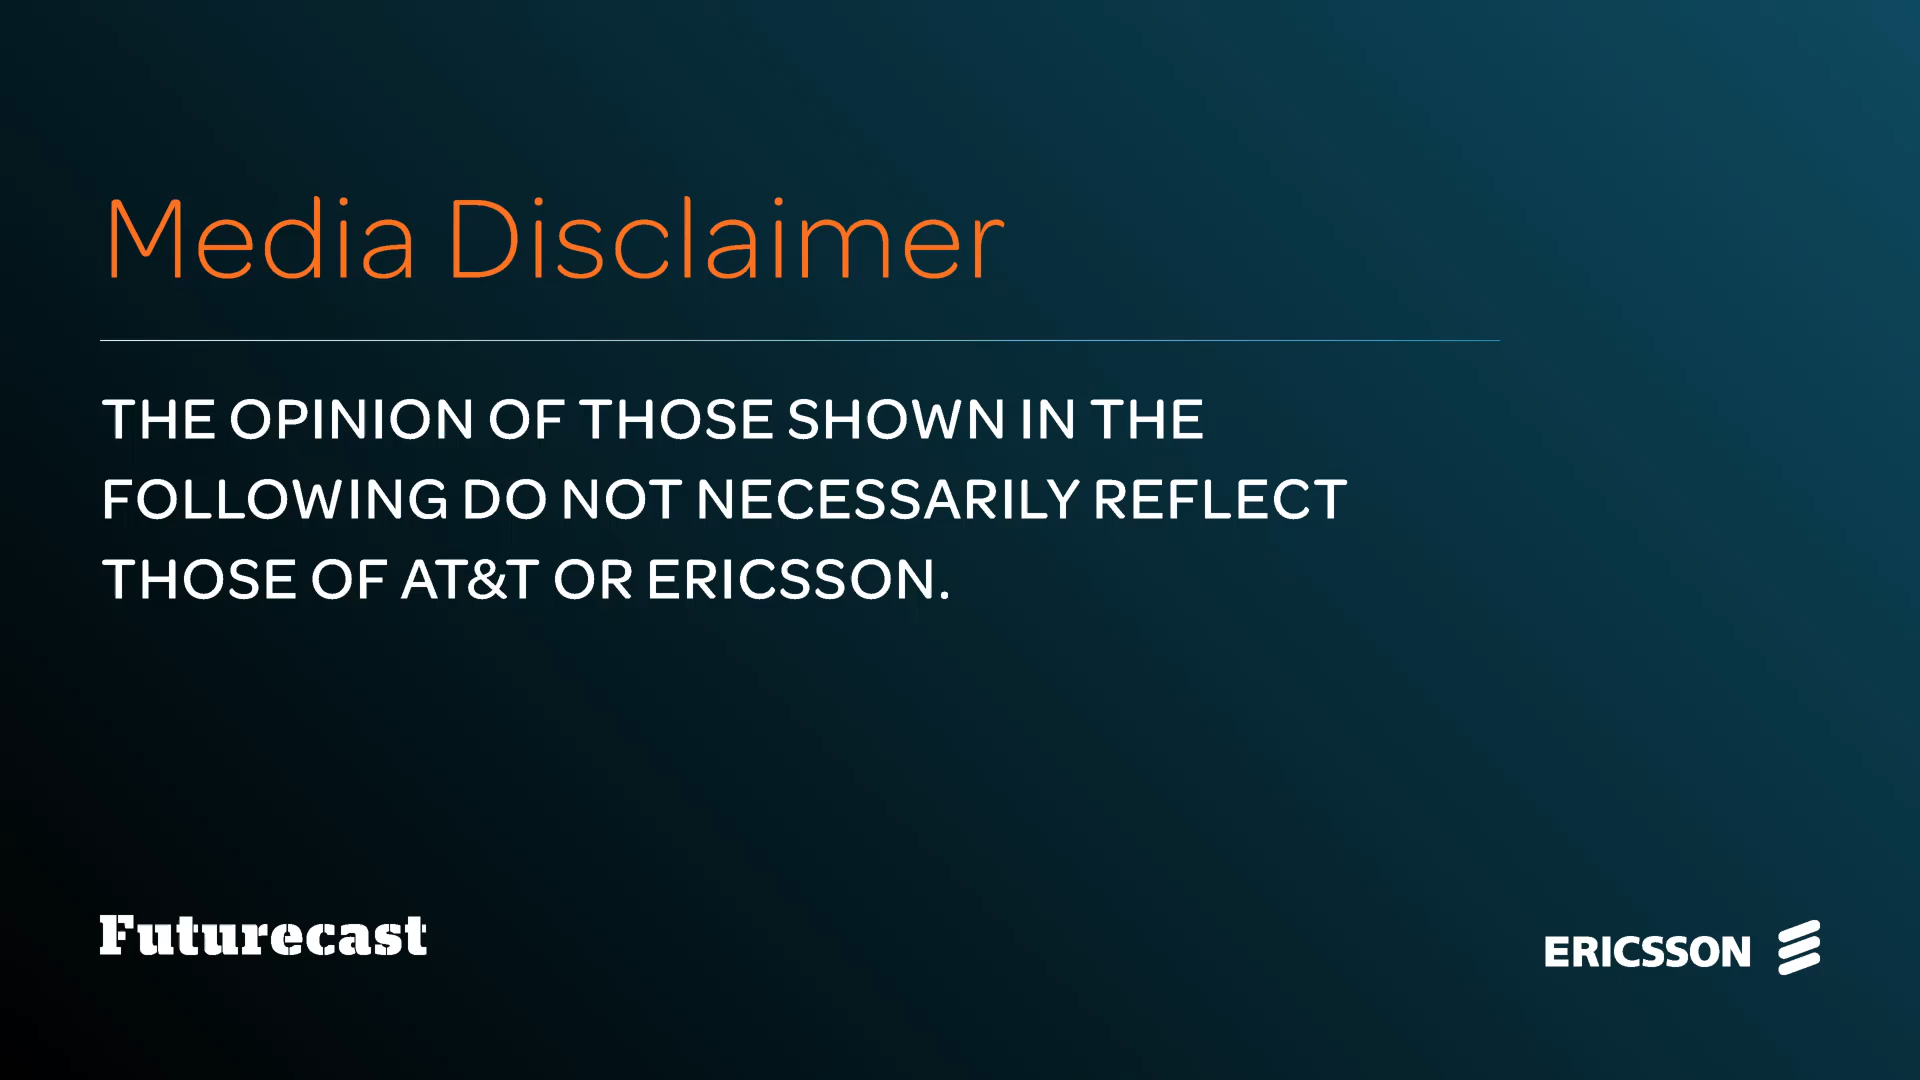 Media Disclaimer
THE OPINION OF THOSE SHOWN IN THE
FOLLOWING DO NOT NECESSARILY REFLECT
THOSE OF AT&T OR ERICSSON.
Futurecast
ERICSSON